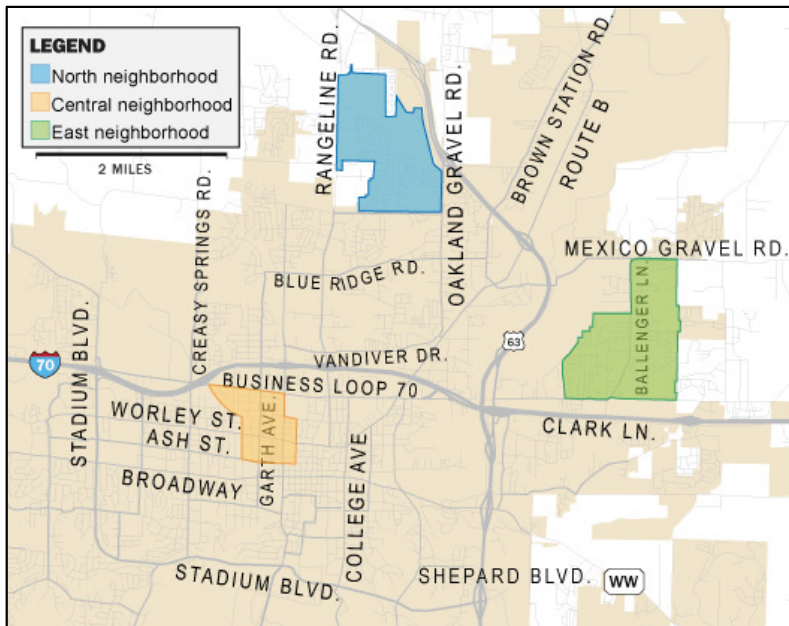 LEGEND
North neighborhood
Central neighborhood
East neighborhood
2 MILES
RANGELINE RD.
OAKLAND GRAVEL RD.
BROWN STATION RD.
ROUTE B
CREASY SPRINGS RD.
BLUE RIDGE RD.
MEXICO GRAVEL RD.
BALLENGER LN.
STADIUM BLVD.
70
VANDIVER DR.
63
BUSINESS LOOP 70
WORLEY ST.
ASH ST.
GARTH AVE.
CLARK LN.
BROADWAY
COLLEGE AVE
STADIUM BLVD.
SHEPARD BLVD.
WW